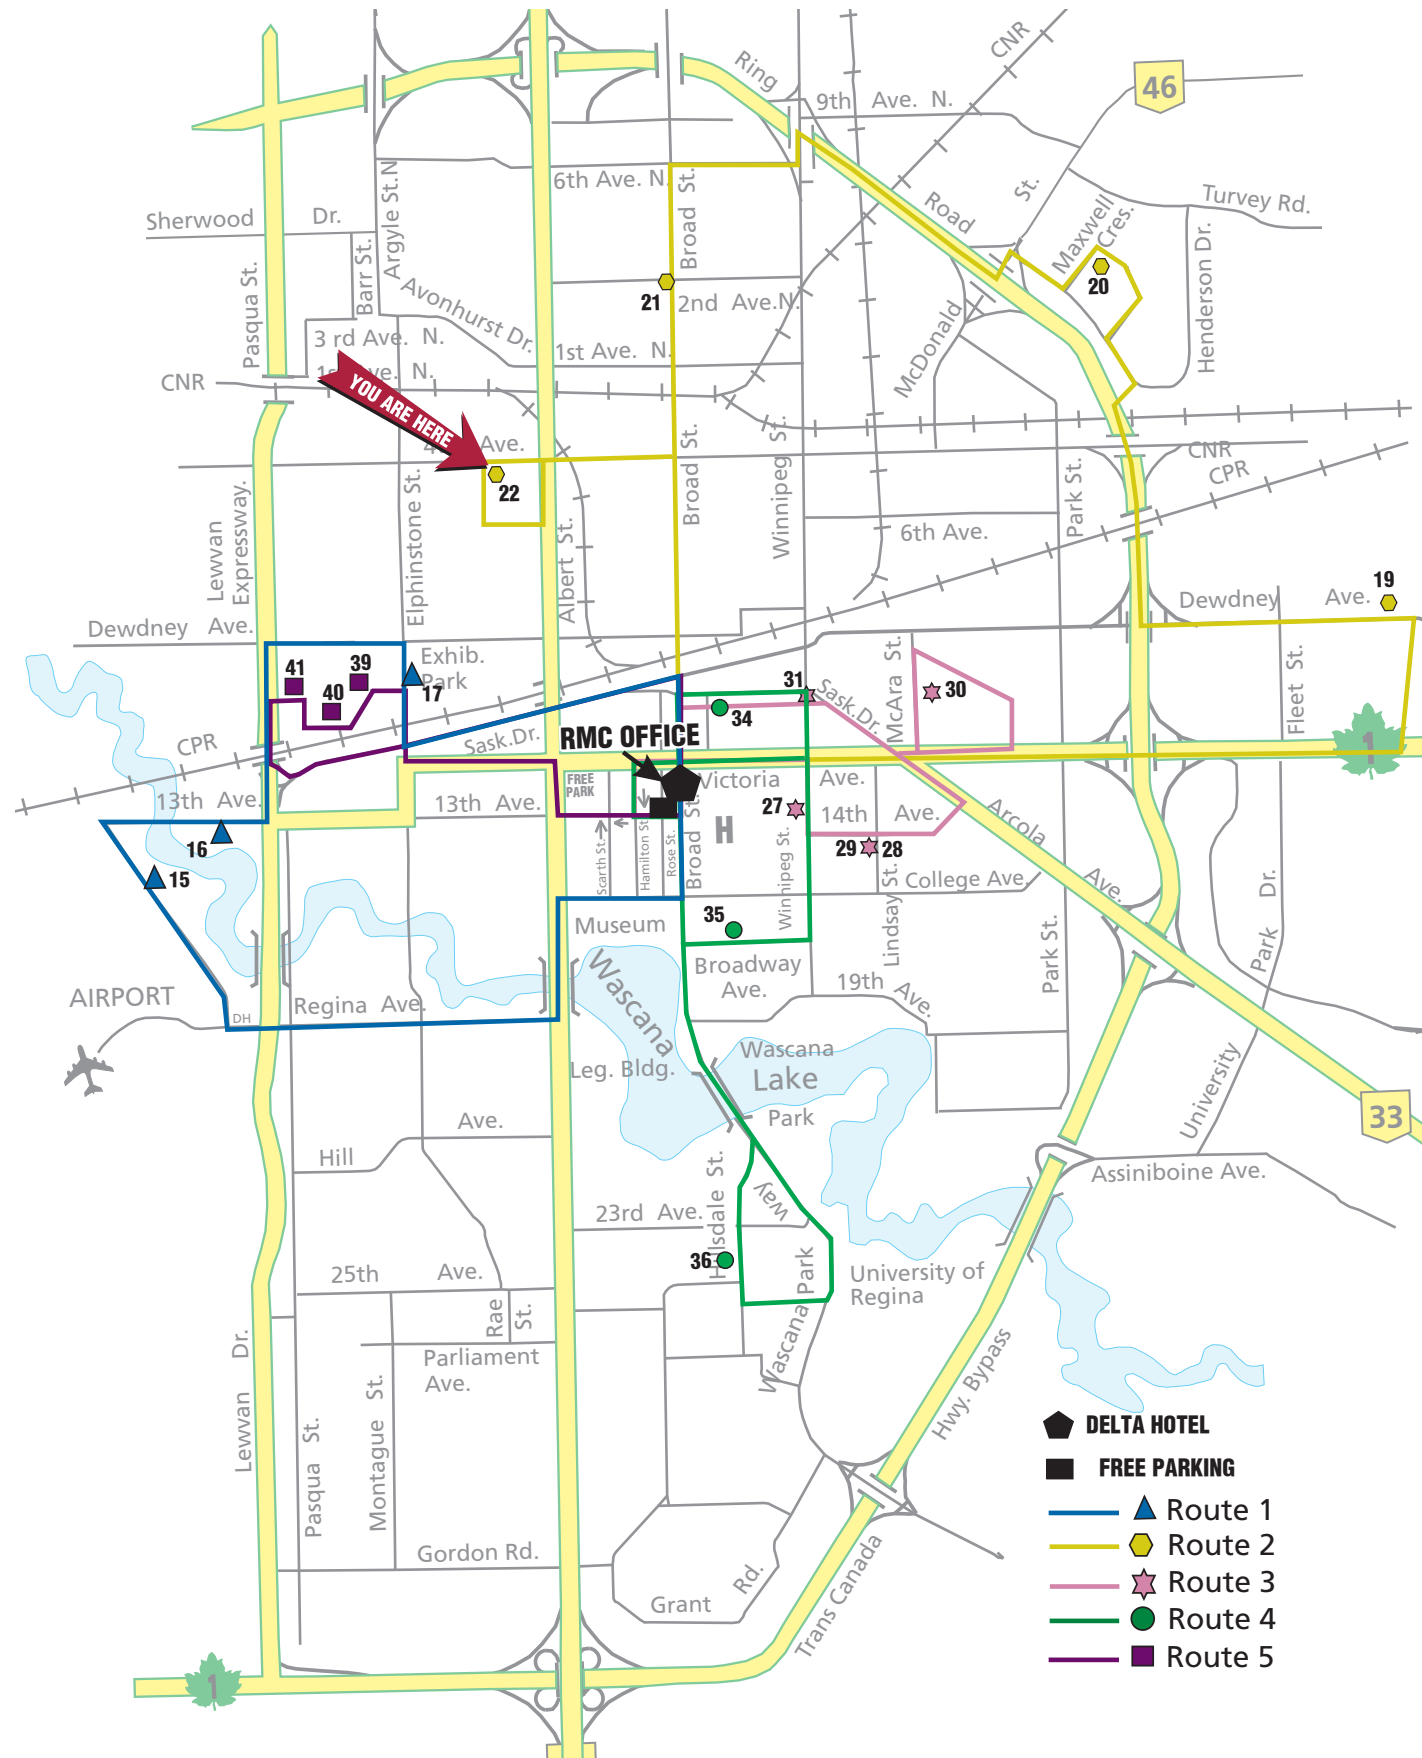 CNR
Ring
46
9th Ave. N.
6th Ave. N.
Argyle St.N
Broad St.
Road
St.
Turvey Rd.
Maxwell
Cres.
Sherwood Dr.
Barr St.
Pasqua St.
Henderson Dr.
20
21
2nd Ave.N.
Avonhurst Dr.
3 rd Ave. N.
1st Ave. N.
McDonald
1st Ave. N.
CNR
YOU ARE HERE
Ave.
CNR
CPR
22
Broad St.
Winnipeg St.
Park St.
Elphinstone St.
Albert St.
Lewvan
Expressway.
6th Ave.
19
Dewdney Ave.
Dewdney Ave.
Exhib.
Park
17
41
39
40
McAra St.
Fleet St.
31
30
34
Sask.Dr.
CPR
Sask.Dr.
RMC OFFICE
1
FREE
PARK
Victoria Ave.
13th Ave.
13th Ave.
27
14th Ave.
Arcola
Ave.
H
16
15
29
28
Scarth St.
Hamilton St.
Rose St.
Broad St.
Winnipeg St.
Lindsay St.
College Ave
Park Dr.
Museum
35
Park St.
Broadway
Ave.
19th Ave.
AIRPORT
DH
Regina Ave.
Wascana
Leg. Bldg.
Wascana
Lake
Park
33
University
Ave.
Hill
Assiniboine Ave.
Hillsdale St.
way
23rd Ave.
36
25th Ave.
University of
Regina
Wascana Park
Rae St.
Lewvan Dr.
Parliament
Ave.
Hwy. Bypass
Pasqua St.
Montague St.
DELTA HOTEL
FREE PARKING
Route 1
Route 2
Route 3
Route 4
Route 5
Gordon Rd.
Grant Rd.
Trans Canada
1